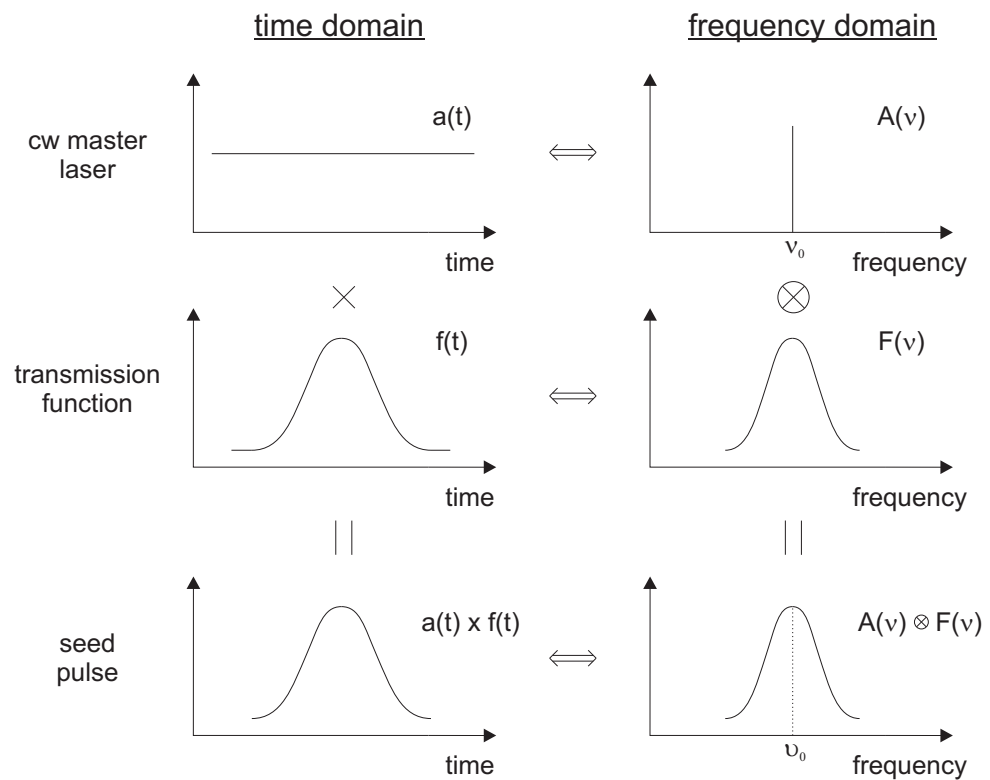 time domain
frequency domain
cw master
laser
a(t)
⇔
A(ν)
time
ν₀
frequency
×
⊗
transmission
function
f(t)
⇔
F(ν)
time
frequency
||
||
seed
pulse
a(t) x f(t)
⇔
A(ν) ⊗ F(ν)
time
υ₀
frequency